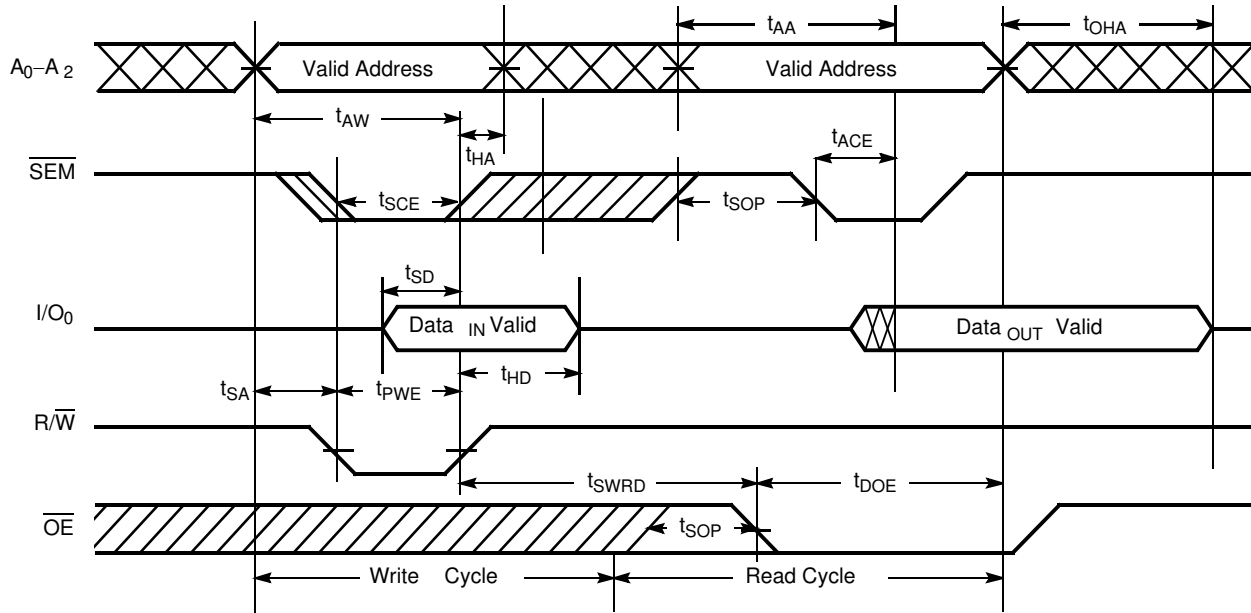 tAA tOHA
A0–A2 Valid Address Valid Address
tAW
tHA tACE
SEM tSCE tSOP
tSD
I/O0 Data IN Valid Data OUT Valid
tSA tPWE tHD
R/W
tSWRD tDOE
OE tSOP
Write Cycle Read Cycle